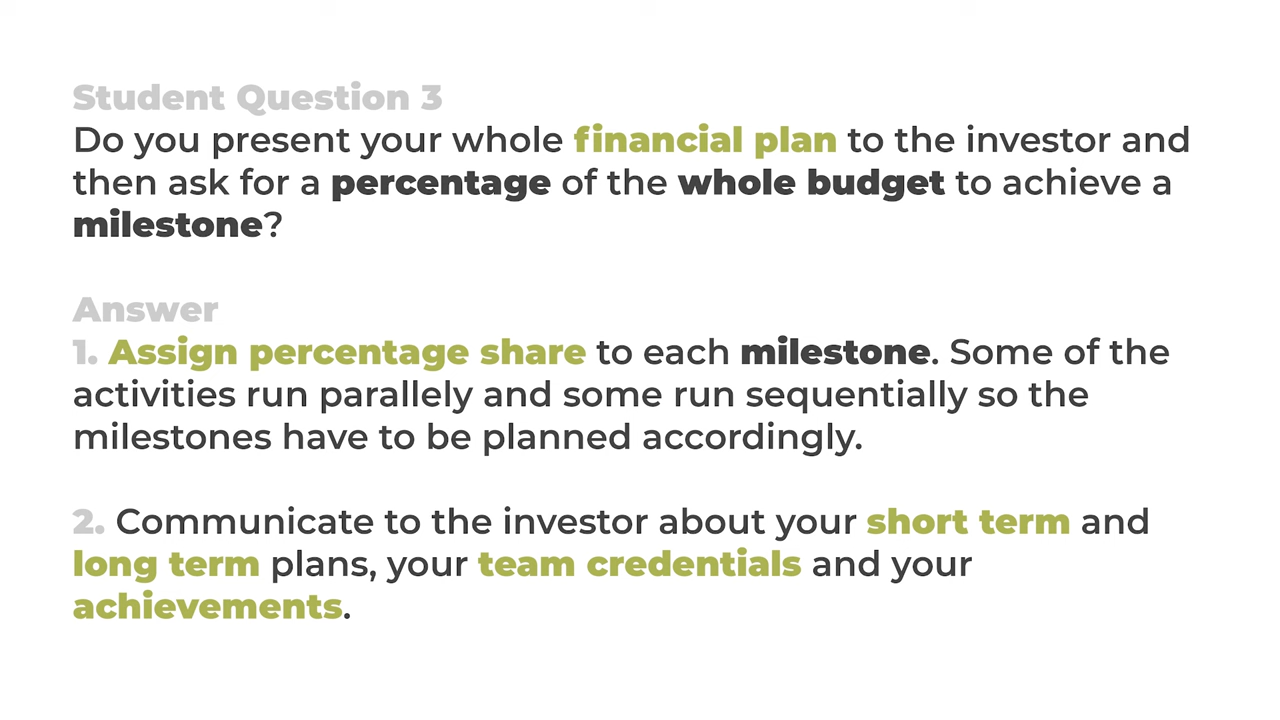 Student Question 3
Do you present your whole financial plan to the investor and
then ask for a percentage of the whole budget to achieve a
milestone?
Answer
1. Assign percentage share to each milestone. Some of the
activities run parallely and some run sequentially so the
milestones have to be planned accordingly.
2. Communicate to the investor about your short term and
long term plans, your team credentials and your
achievements.